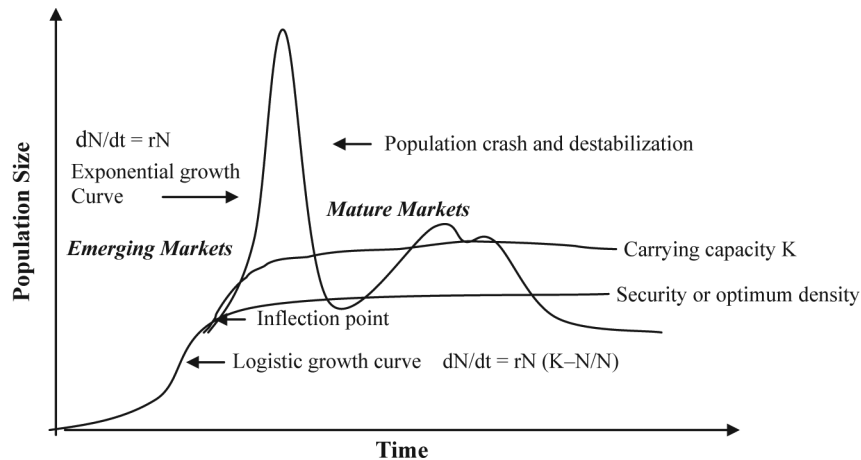 dN/dt = rN
Exponential growth
Curve
Population crash and destabilization
Mature Markets
Emerging Markets
Carrying capacity K
Security or optimum density
Inflection point
Logistic growth curve dN/dt = rN (K–N/N)
Population Size
Time